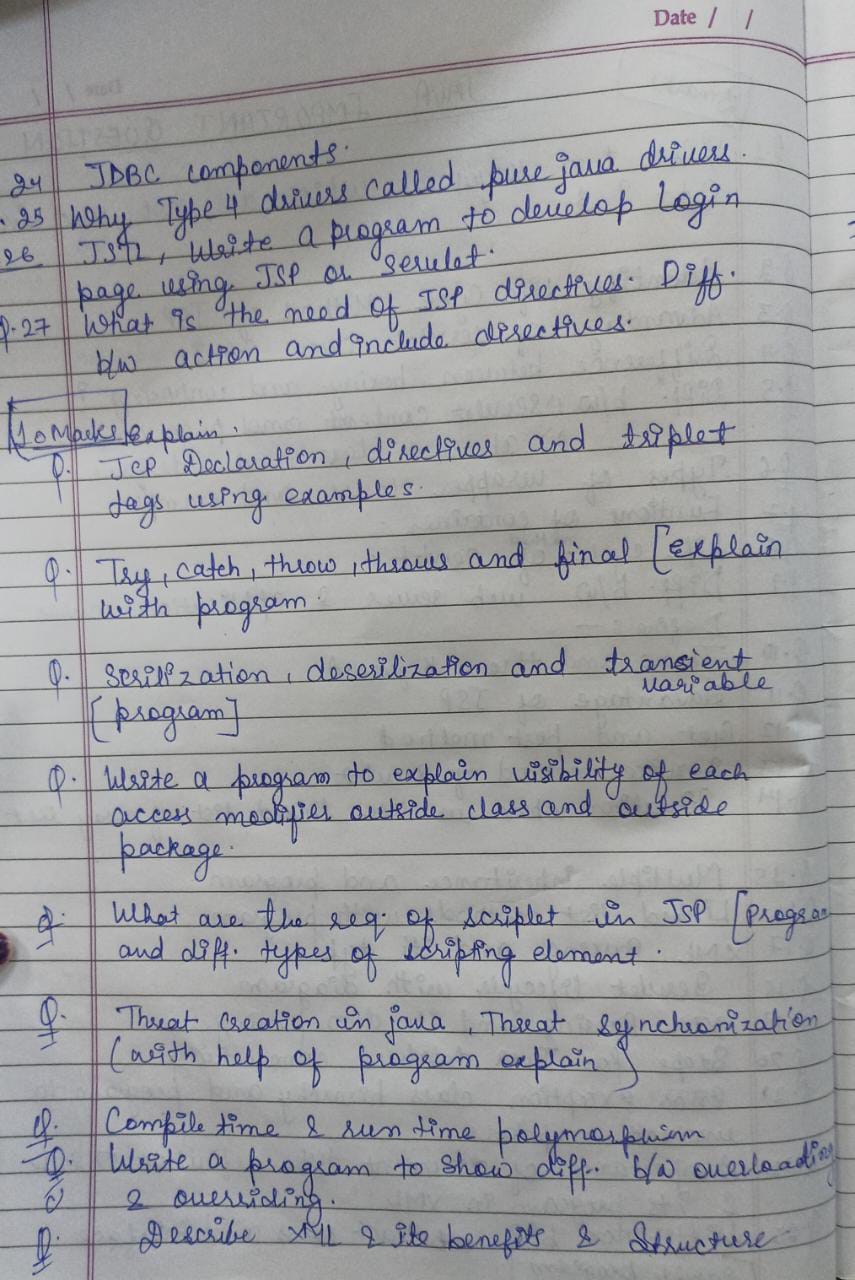 Date / /
24 JDBC components.
. 25 Why Type 4 drivers called pure java drivers.
26 JSTL, Write a program to develop Login
page using JSP or Servlet.
Q.27 What is the need of JSP directives. Diff.
b/w action and include directives.
10 Marks explain.
Q. JCP Declaration, directives and triplet
tags using examples.
Q. Try, catch, throw, throws and final [explain
with program.
Q. Serilization, deserilization and transient
variable
[program]
Q. Write a program to explain visibility of each
access modifier outside class and outside
package.
Q. What are the req. of scriplet in JSP [Program
and diff. types of scripting element.
Q. Threat creation in java, Threat Synchronization
(with help of program explain)
Q. Compile time & run time polymorphism
Q. Write a program to show diff. b/w overloading
Q & overriding.
Q. Describe XML & its benefits & Structure